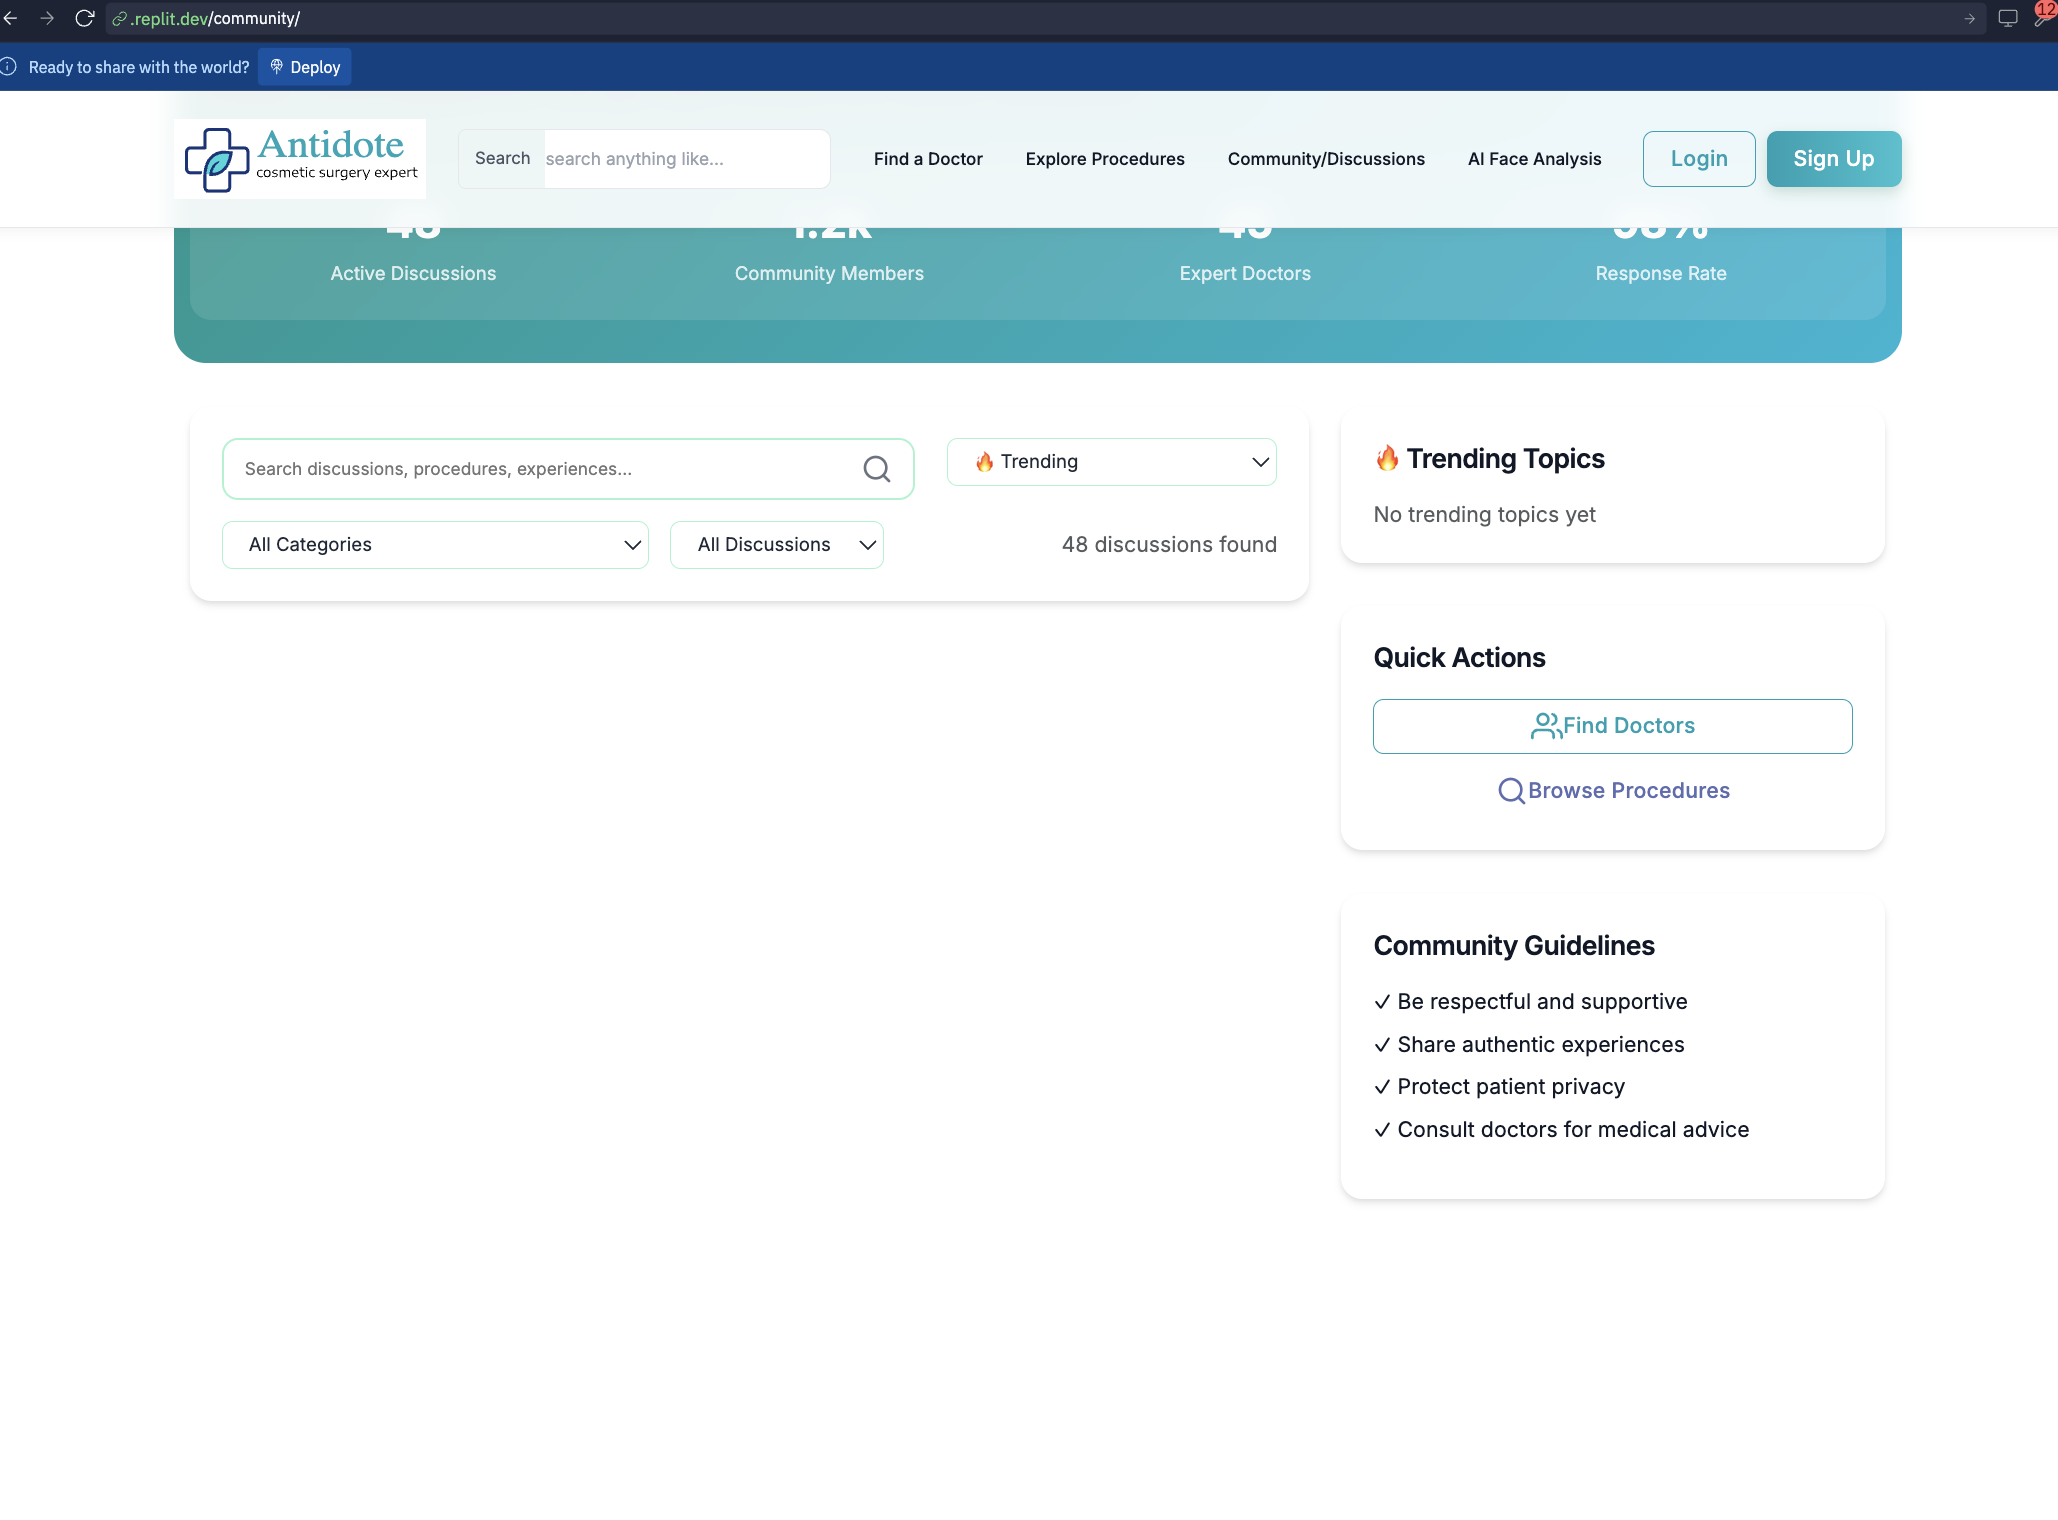 .replit.dev/community/
12
Ready to share with the world?
Deploy
Antidote
cosmetic surgery expert
Search
search anything like...
Find a Doctor
Explore Procedures
Community/Discussions
AI Face Analysis
Login
Sign Up
48
1.2k
Active Discussions
Community Members
Expert Doctors
Response Rate
Search discussions, procedures, experiences...
🔥 Trending
All Categories
All Discussions
48 discussions found
🔥 Trending Topics
No trending topics yet
Quick Actions
Find Doctors
Browse Procedures
Community Guidelines
✓ Be respectful and supportive
✓ Share authentic experiences
✓ Protect patient privacy
✓ Consult doctors for medical advice